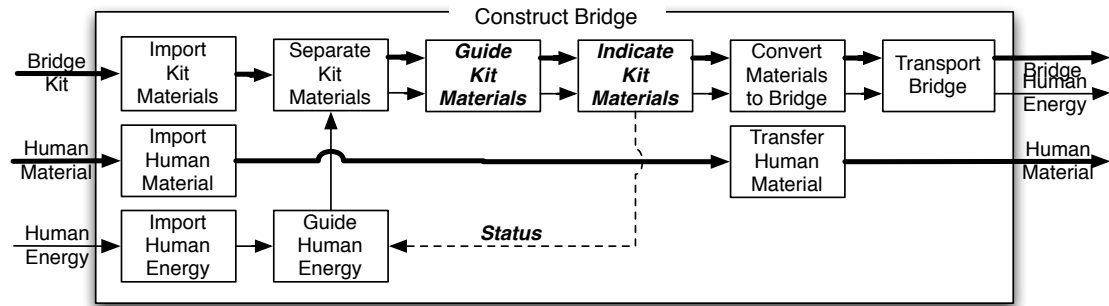 Construct Bridge
Bridge
Kit
Import
Kit
Materials
Separate
Kit
Materials
Guide
Kit
Materials
Indicate
Kit
Materials
Convert
Materials
to Bridge
Transport
Bridge
Bridge
Human
Energy
Human
Material
Import
Human
Material
Transfer
Human
Material
Human
Material
Human
Energy
Import
Human
Energy
Guide
Human
Energy
Status